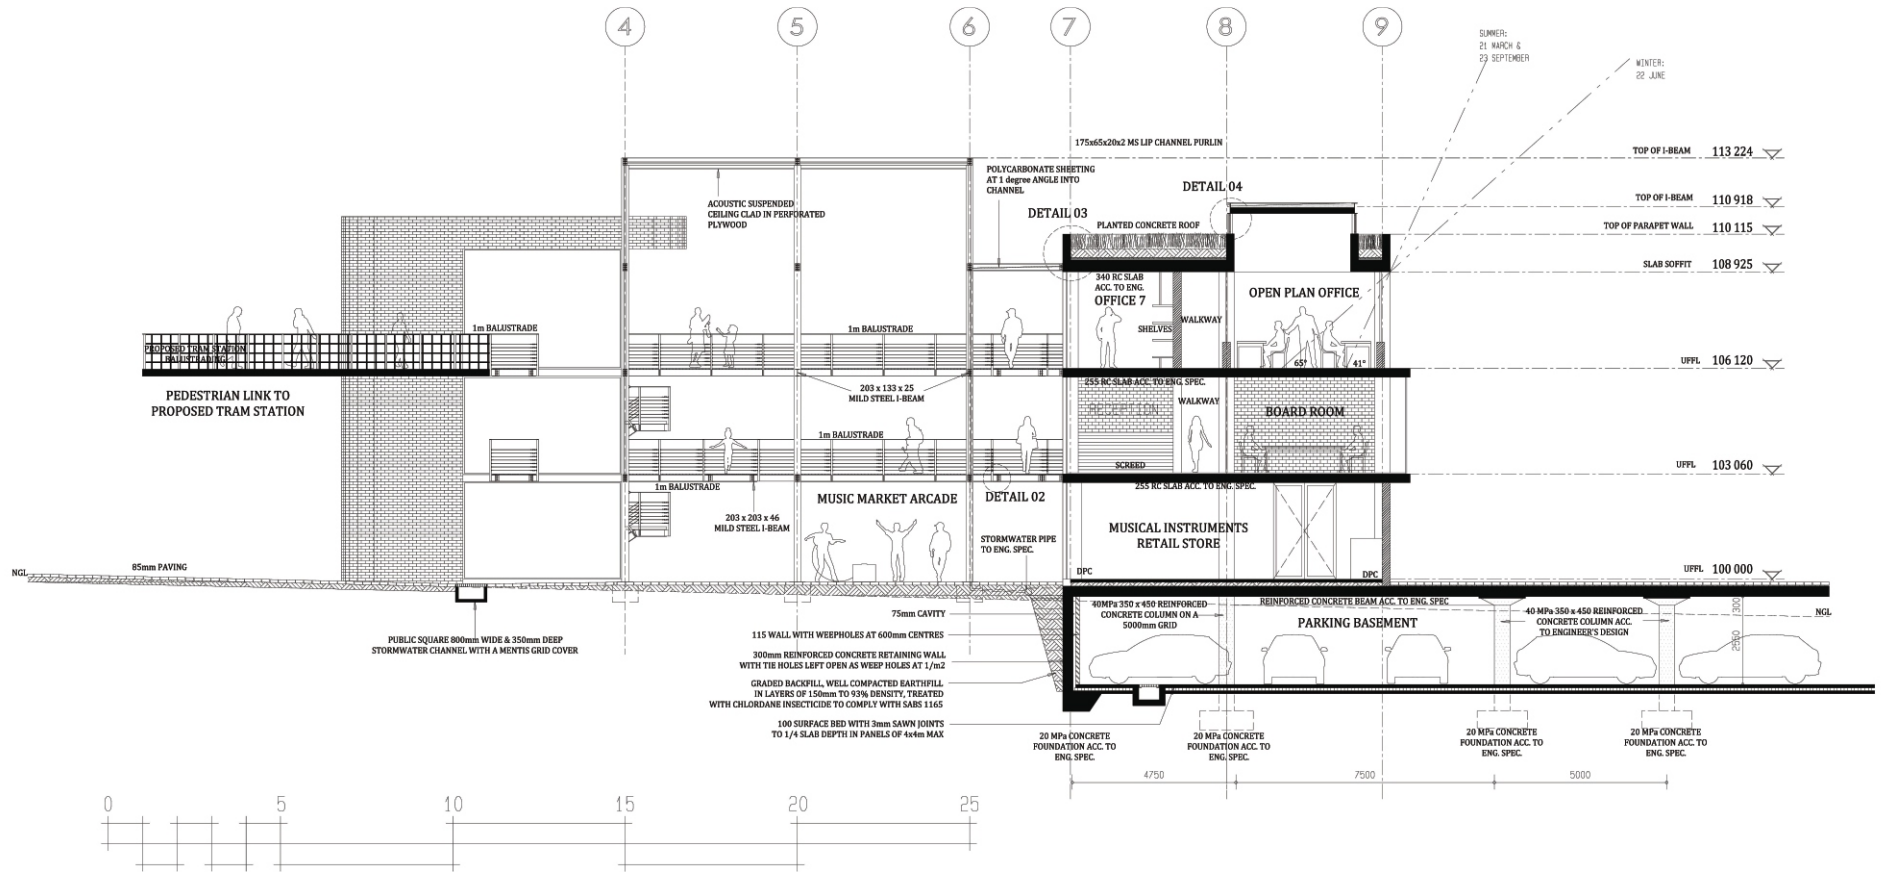 4
5
6
7
8
9
SUMMER:
21 MARCH &
23 SEPTEMBER
WINTER:
22 JUNE
175x65x20x2 MS LIP CHANNEL PURLIN
TOP OF I-BEAM 113 224
POLYCARBONATE SHEETING
AT 1 degree ANGLE INTO
CHANNEL
DETAIL 04
TOP OF I-BEAM 110 918
ACOUSTIC SUSPENDED
CEILING CLAD IN PERFORATED
PLYWOOD
DETAIL 03
PLANTED CONCRETE ROOF
TOP OF PARAPET WALL 110 115
SLAB SOFFIT 108 925
340 RC SLAB
ACC. TO ENG.
OFFICE 7
OPEN PLAN OFFICE
SHELVES
WALKWAY
1m BALUSTRADE
1m BALUSTRADE
PROPOSED TRAM STATION
BALUSTRADING
65°
41°
UFFL 106 120
PEDESTRIAN LINK TO
PROPOSED TRAM STATION
203 x 133 x 25
MILD STEEL I-BEAM
255 RC SLAB ACC. TO ENG. SPEC.
RECEPTION
WALKWAY
BOARD ROOM
1m BALUSTRADE
SCREED
UFFL 103 060
1m BALUSTRADE
MUSIC MARKET ARCADE
DETAIL 02
255 RC SLAB ACC. TO ENG. SPEC.
203 x 203 x 46
MILD STEEL I-BEAM
MUSICAL INSTRUMENTS
RETAIL STORE
STORMWATER PIPE
TO ENG. SPEC.
NGL
85mm PAVING
DPC
DPC
UFFL 100 000
75mm CAVITY
40MPa 350 x 450 REINFORCED
CONCRETE COLUMN ON A
5000mm GRID
REINFORCED CONCRETE BEAM ACC. TO ENG. SPEC
PARKING BASEMENT
40 MPa 350 x 450 REINFORCED
CONCRETE COLUMN ACC.
TO ENGINEER'S DESIGN
300
2550
NGL
PUBLIC SQUARE 800mm WIDE & 350mm DEEP
STORMWATER CHANNEL WITH A MENTIS GRID COVER
115 WALL WITH WEEPHOLES AT 600mm CENTRES
300mm REINFORCED CONCRETE RETAINING WALL
WITH TIE HOLES LEFT OPEN AS WEEP HOLES AT 1/m2
GRADED BACKFILL, WELL COMPACTED EARTHFILL
IN LAYERS OF 150mm TO 93% DENSITY, TREATED
WITH CHLORDANE INSECTICIDE TO COMPLY WITH SABS 1165
100 SURFACE BED WITH 3mm SAWN JOINTS
TO 1/4 SLAB DEPTH IN PANELS OF 4x4m MAX
20 MPa CONCRETE
FOUNDATION ACC. TO
ENG. SPEC.
20 MPa CONCRETE
FOUNDATION ACC. TO
ENG. SPEC.
20 MPa CONCRETE
FOUNDATION ACC. TO
ENG. SPEC.
20 MPa CONCRETE
FOUNDATION ACC. TO
ENG. SPEC.
4750
7500
5000
0 5 10 15 20 25